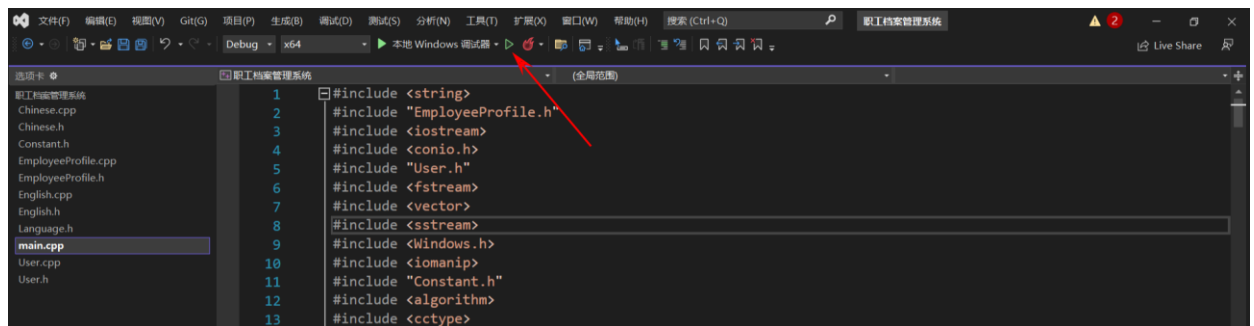 文件(F) 编辑(E) 视图(V) Git(G) 项目(P) 生成(B) 调试(D) 测试(S) 分析(N) 工具(T) 扩展(X) 窗口(W) 帮助(H) 搜索 (Ctrl+Q) 职工档案管理系统 2
Debug x64 本地 Windows 调试器 Live Share
选项卡 职工档案管理系统 (全局范围)
职工档案管理系统
Chinese.cpp
Chinese.h
Constant.h
EmployeeProfile.cpp
EmployeeProfile.h
English.cpp
English.h
Language.h
main.cpp
User.cpp
User.h
1 #include <string>
2 #include "EmployeeProfile.h"
3 #include <iostream>
4 #include <conio.h>
5 #include "User.h"
6 #include <fstream>
7 #include <vector>
8 #include <sstream>
9 #include <Windows.h>
10 #include <iomanip>
11 #include "Constant.h"
12 #include <algorithm>
13 #include <cctype>